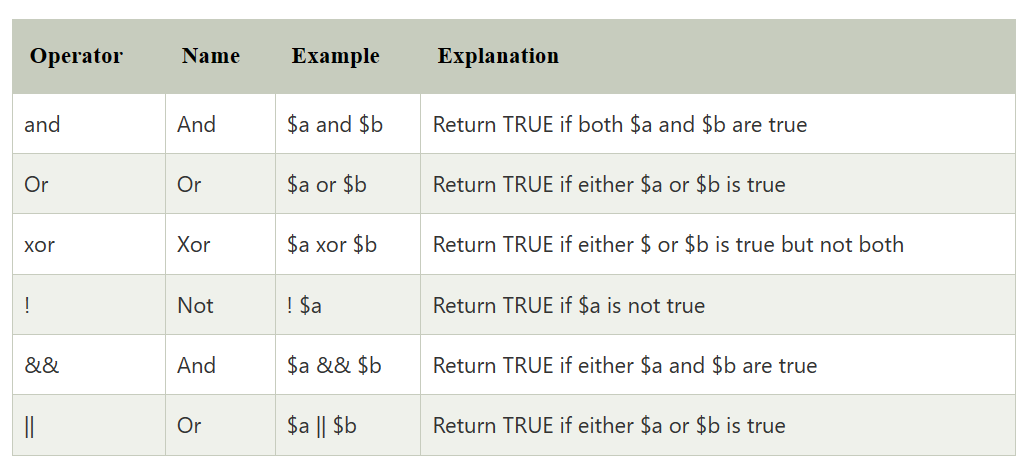 Operator Name Example Explanation
and And $a and $b Return TRUE if both $a and $b are true
Or Or $a or $b Return TRUE if either $a or $b is true
xor Xor $a xor $b Return TRUE if either $ or $b is true but not both
! Not ! $a Return TRUE if $a is not true
&& And $a && $b Return TRUE if either $a and $b are true
|| Or $a || $b Return TRUE if either $a or $b is true